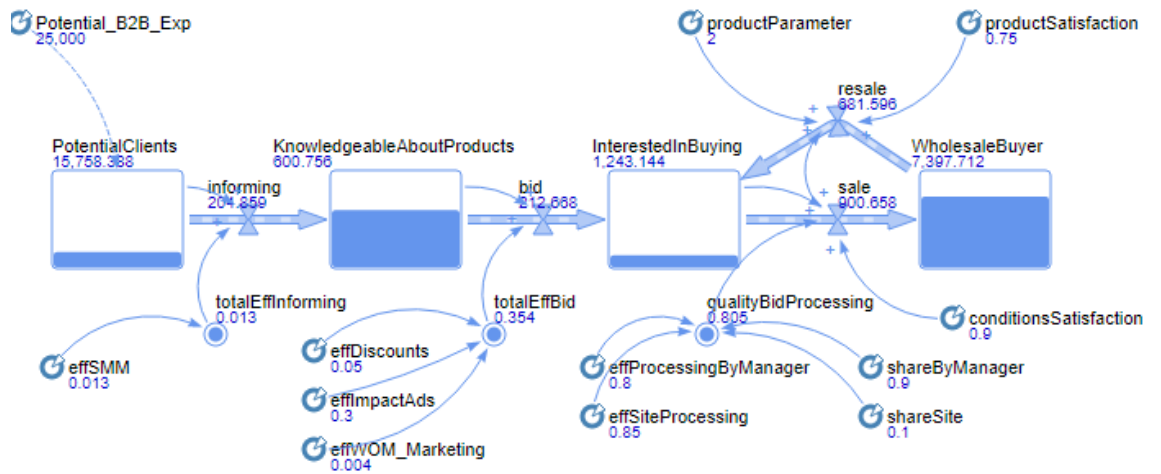 Potential_B2B_Exp
25,000
productParameter
2
productSatisfaction
0.75
resale
681.596
PotentialClients
15,758.388
KnowledgeableAboutProducts
600.756
InterestedInBuying
1,243.144
WholesaleBuyer
7,397.712
informing
204.859
bid
212.668
sale
900.658
totalEffInforming
0.013
totalEffBid
0.354
qualityBidProcessing
0.805
conditionsSatisfaction
0.9
effSMM
0.013
effDiscounts
0.05
effProcessingByManager
0.8
shareByManager
0.9
effImpactAds
0.3
effSiteProcessing
0.85
shareSite
0.1
effWOM_Marketing
0.004